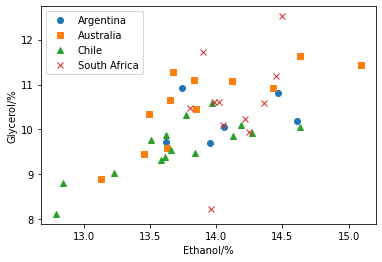 Argentina
Australia
Chile
South Africa
Glycerol/%
12
11
10
9
8
13.0 13.5 14.0 14.5 15.0
Ethanol/%